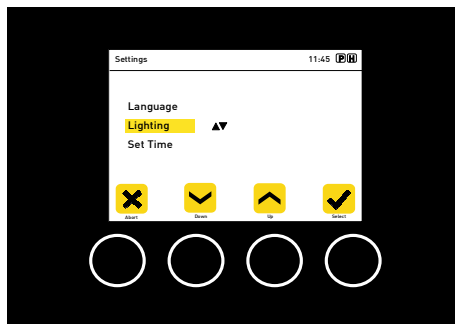 Settings 11:45 P H
Language
Lighting
Set Time
Abort Down Up Select